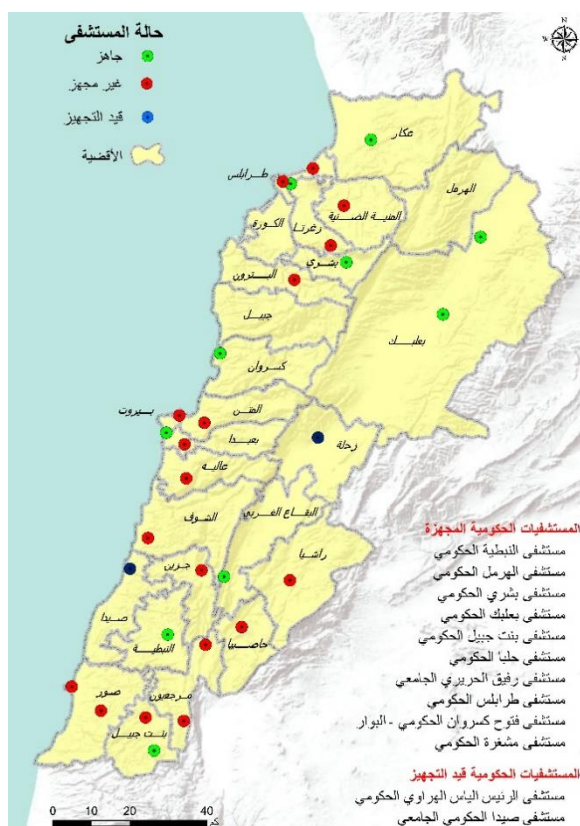 حالة المستشفى
جاهز
غير مجهز
قيد التجهيز
الأقضية
N
W E
S
عكار
طرابلس
الهرمل
المنية الضنية
زغرتا
الكورة
بشري
البترون
جبيل
بعلبك
كسروان
المتن
بيروت
بعبدا
زحلة
عاليه
البقاع الغربي
الشوف
راشيا
جزين
صيدا
النبطية
حاصبيا
مرجعيون
صور
بنت جبيل
المستشفيات الحكومية المجهزة
مستشفى النبطية الحكومي
مستشفى الهرمل الحكومي
مستشفى بشري الحكومي
مستشفى بعلبك الحكومي
مستشفى بنت جبيل الحكومي
مستشفى حلبا الحكومي
مستشفى رفيق الحريري الجامعي
مستشفى طرابلس الحكومي
مستشفى فتوح كسروان الحكومي - البوار
مستشفى مشغرة الحكومي
المستشفيات الحكومية قيد التجهيز
مستشفى الرئيس الياس الهراوي الحكومي
مستشفى صيدا الحكومي الجامعي
0 10 20 40
كم